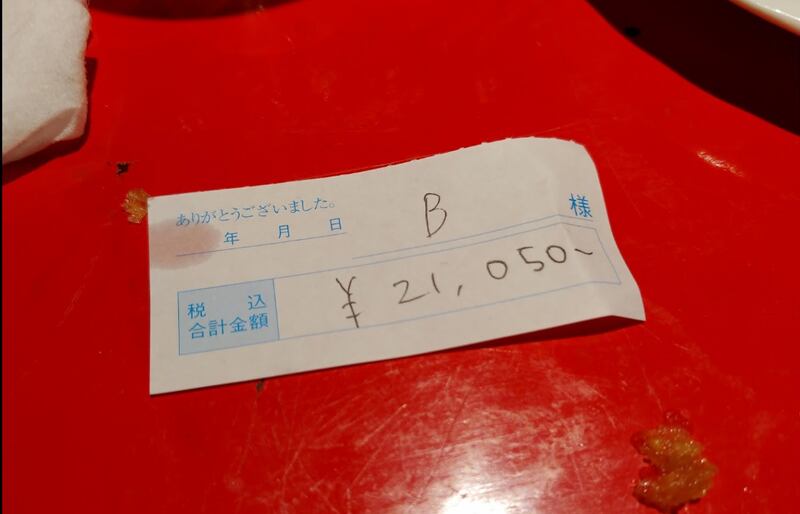 ありがとうございました。
年 月 日
B 様
税込
合計金額
¥ 21,050~